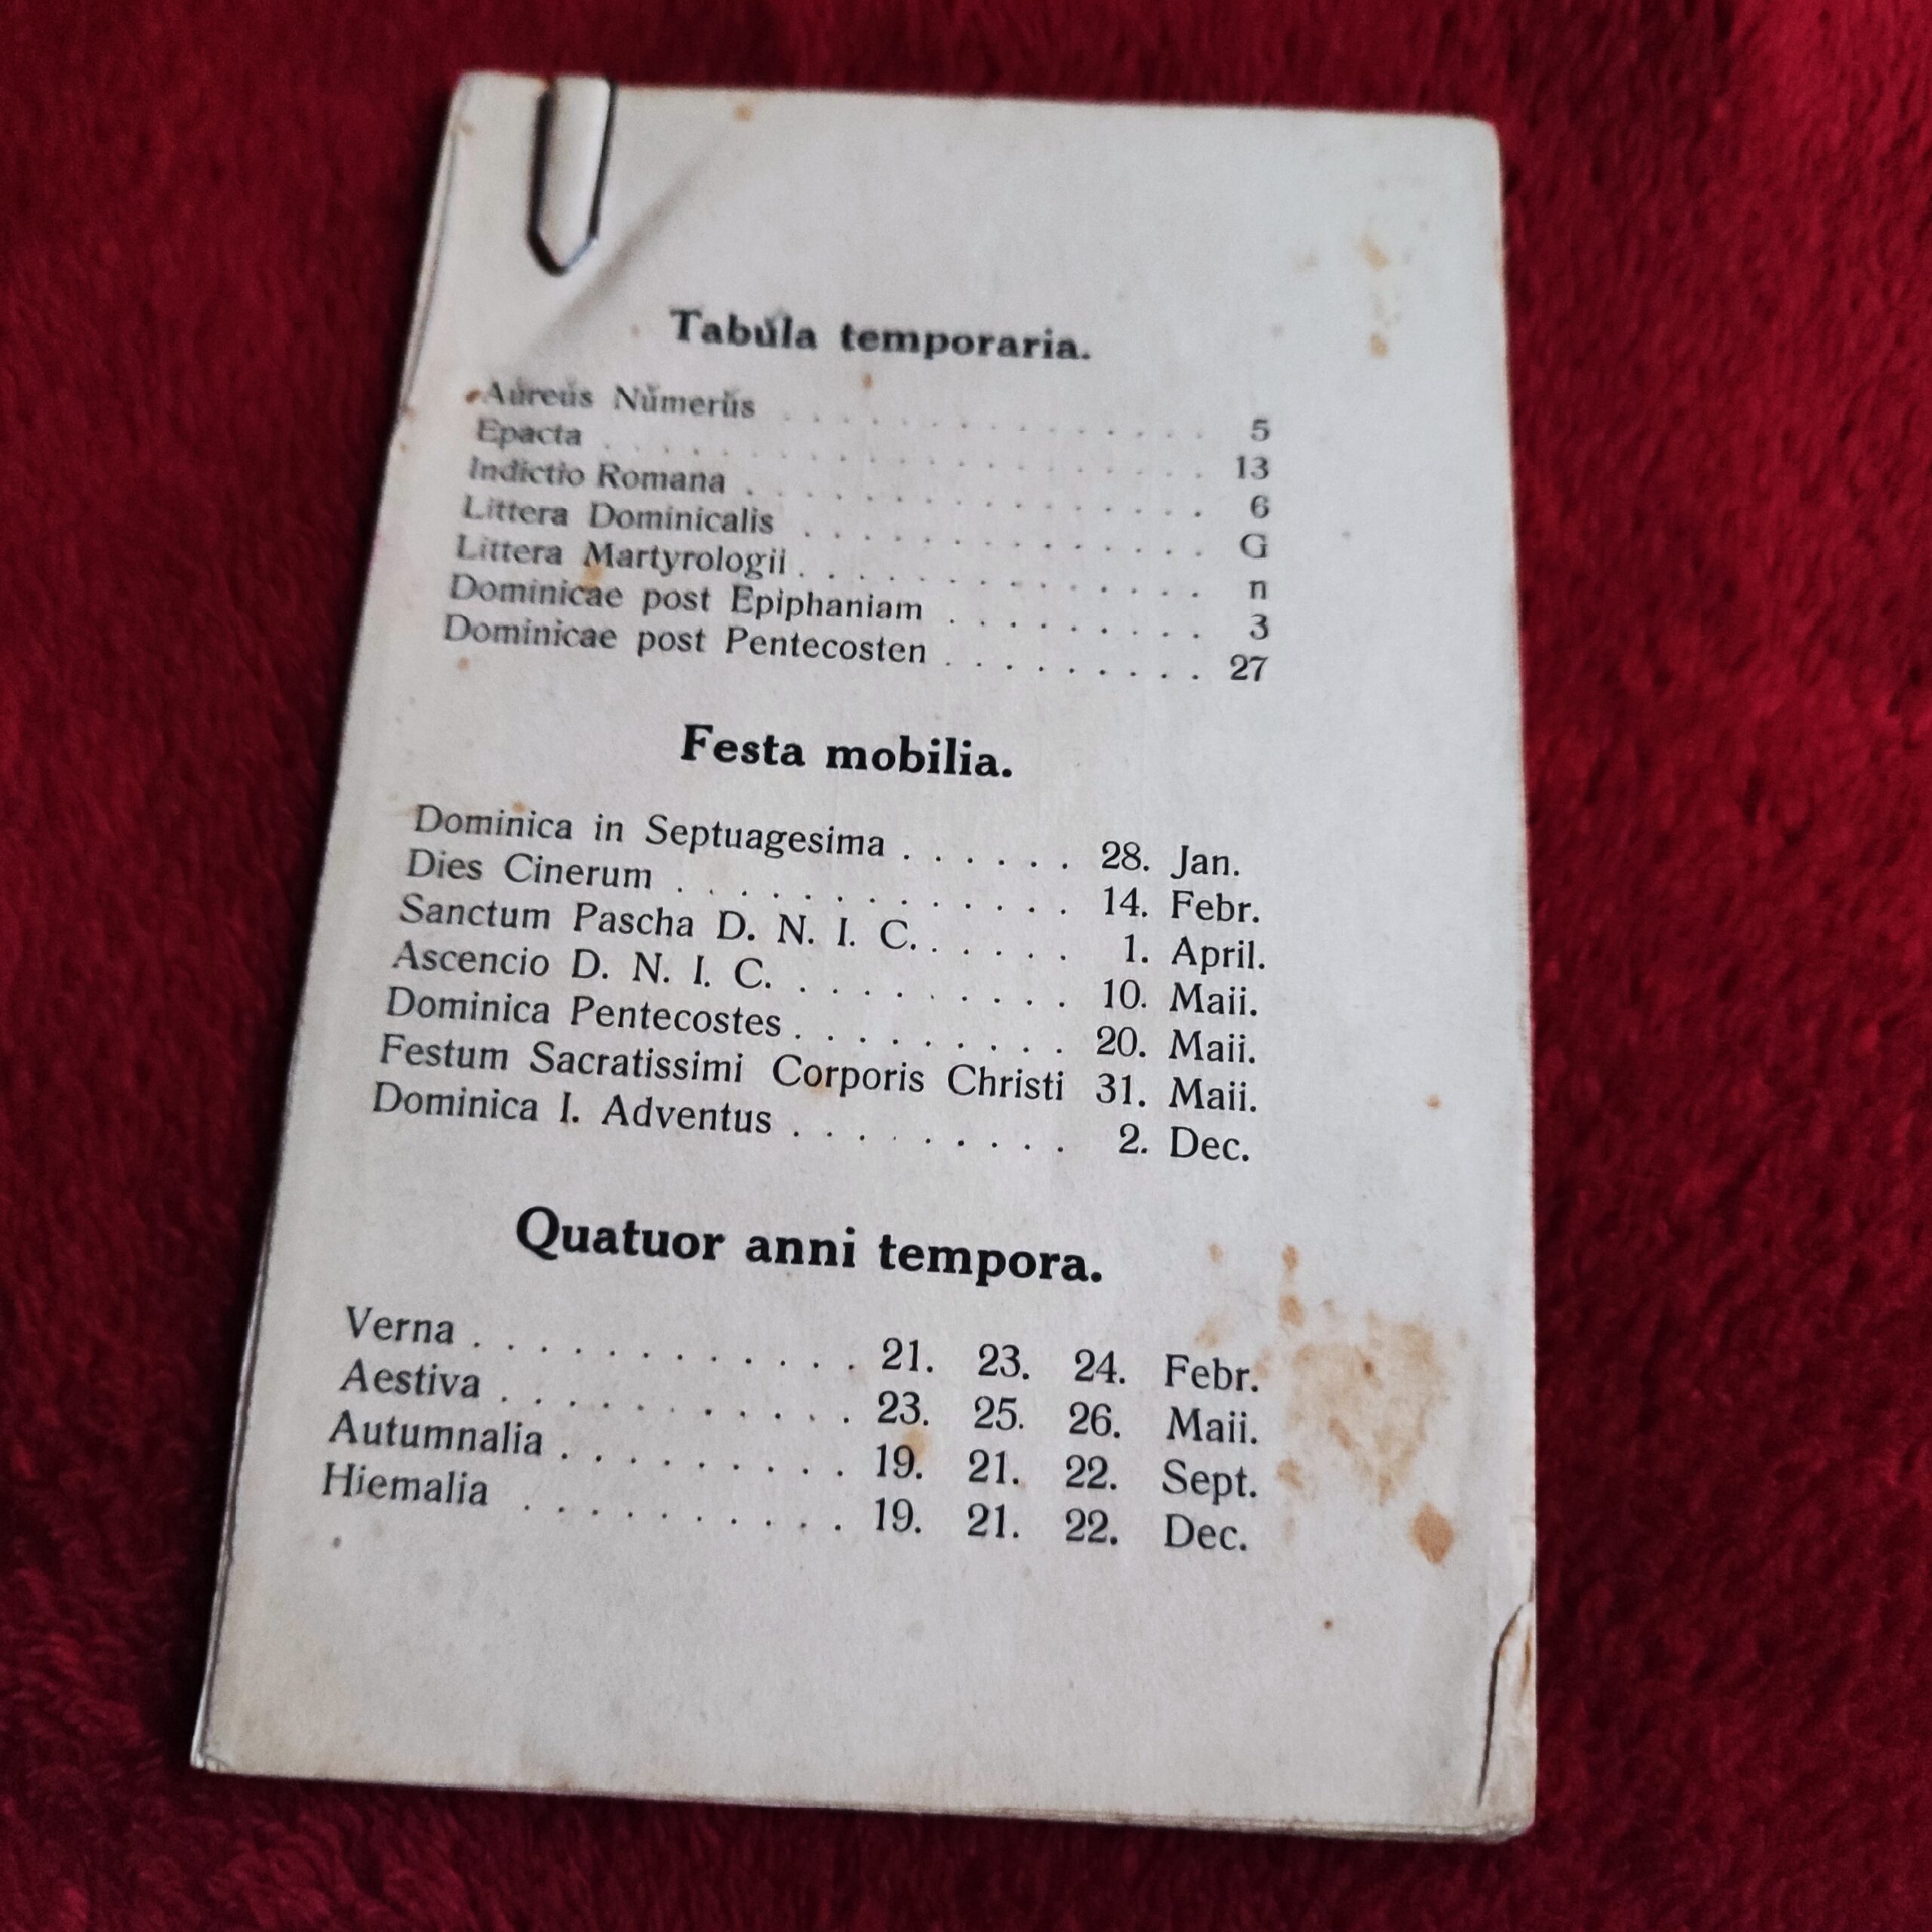 Tabula temporaria.
Aureus Numerus . . . . . . . . . . . . . . . 5
Epacta . . . . . . . . . . . . . . . . . . . . 13
Indictio Romana . . . . . . . . . . . . . . . . 6
Littera Dominicalis . . . . . . . . . . . . . . G
Littera Martyrologii . . . . . . . . . . . . . . n
Dominicae post Epiphaniam . . . . . . . . . 3
Dominicae post Pentecosten . . . . . . . . . 27
Festa mobilia.
Dominica in Septuagesima . . . . . . 28. Jan.
Dies Cinerum . . . . . . . . . . . . . 14. Febr.
Sanctum Pascha D. N. I. C. . . . . . 1. April.
Ascencio D. N. I. C. . . . . . . . . . 10. Maii.
Dominica Pentecostes . . . . . . . . . 20. Maii.
Festum Sacratissimi Corporis Christi 31. Maii.
Dominica I. Adventus . . . . . . . . . 2. Dec.
Quatuor anni tempora.
Verna . . . . . . . . . . . . 21. 23. 24. Febr.
Aestiva . . . . . . . . . . . 23. 25. 26. Maii.
Autumnalia . . . . . . . . . 19. 21. 22. Sept.
Hiemalia . . . . . . . . . . 19. 21. 22. Dec.